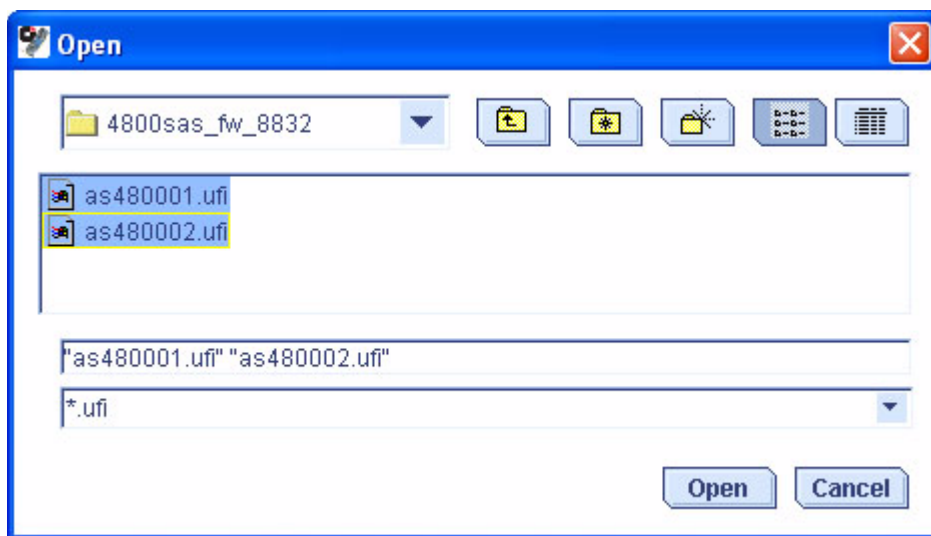 Open
4800sas_fw_8832
as480001.ufi
as480002.ufi
"as480001.ufi" "as480002.ufi"
*.ufi
Open Cancel